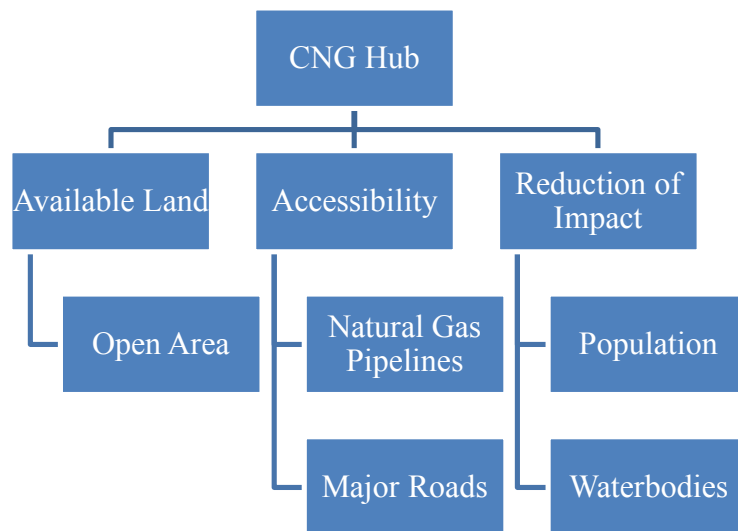 CNG Hub
Available Land
Accessibility
Reduction of
Impact
Open Area
Natural Gas
Pipelines
Population
Major Roads
Waterbodies